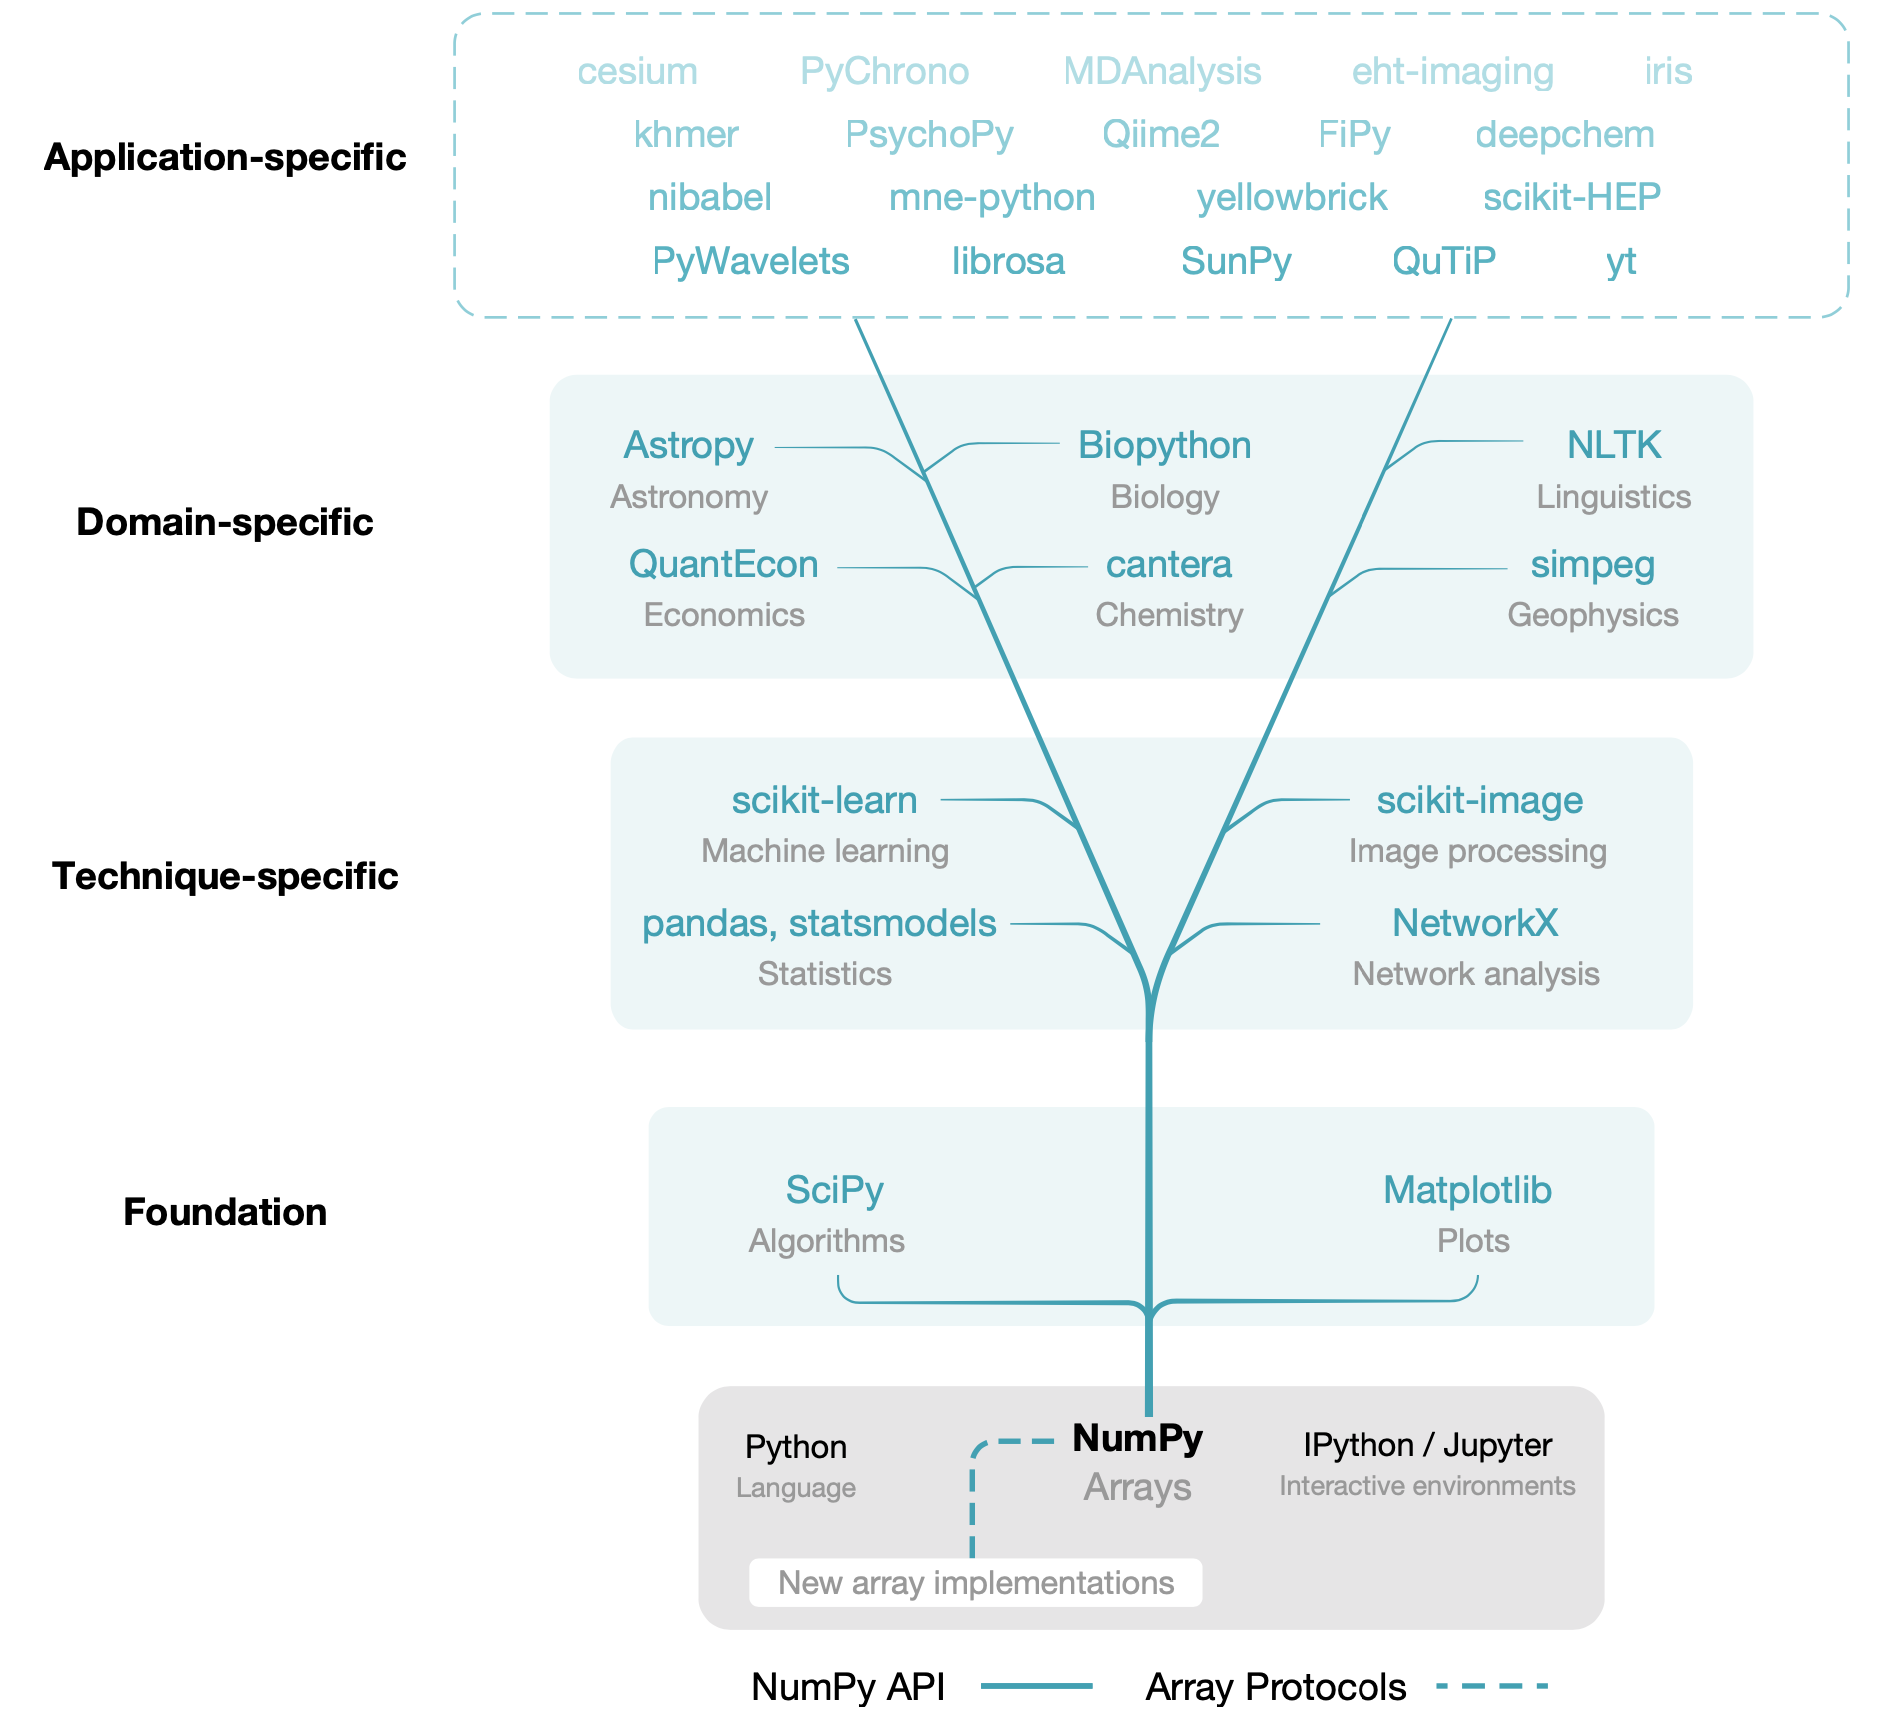 cesium PyChrono MDAnalysis eht-imaging iris
Application-specific
khmer PsychoPy Qiime2 FiPy deepchem
nibabel mne-python yellowbrick scikit-HEP
PyWavelets librosa SunPy QuTiP yt
Astropy Biopython NLTK
Astronomy Biology Linguistics
Domain-specific
QuantEcon cantera simpeg
Economics Chemistry Geophysics
scikit-learn scikit-image
Machine learning Image processing
Technique-specific
pandas, statsmodels NetworkX
Statistics Network analysis
Foundation
SciPy Matplotlib
Algorithms Plots
Python NumPy IPython / Jupyter
Language Arrays Interactive environments
New array implementations
NumPy API Array Protocols